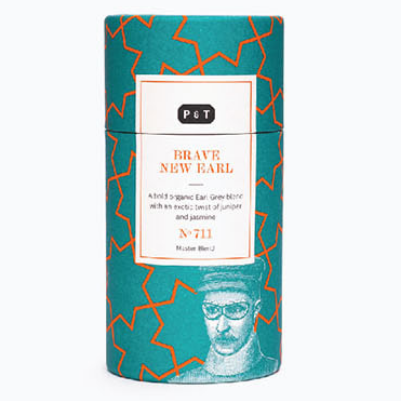 P & T
BRAVE
NEW EARL
A bold organic Earl Grey blend
with an exotic twist of juniper
and jasmine
Nº 711
Master Blend